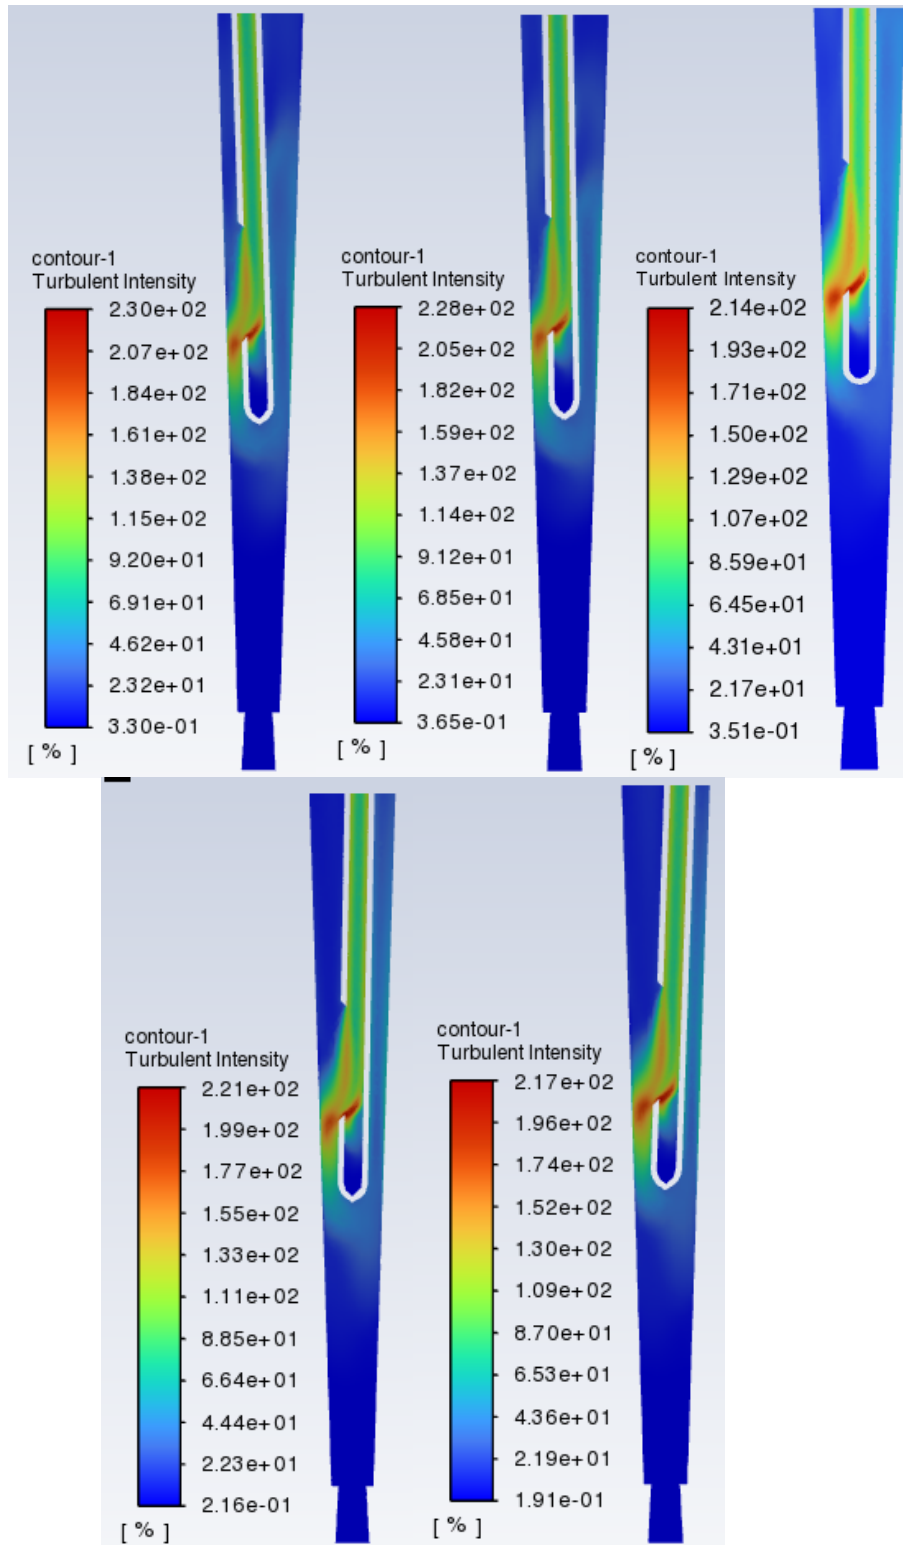 contour-1
Turbulent Intensity
2.30e+02
2.07e+02
1.84e+02
1.61e+02
1.38e+02
1.15e+02
9.20e+01
6.91e+01
4.62e+01
2.32e+01
3.30e-01
[ % ]
contour-1
Turbulent Intensity
2.28e+02
2.05e+02
1.82e+02
1.59e+02
1.37e+02
1.14e+02
9.12e+01
6.85e+01
4.58e+01
2.31e+01
3.65e-01
[ % ]
contour-1
Turbulent Intensity
2.14e+02
1.93e+02
1.71e+02
1.50e+02
1.29e+02
1.07e+02
8.59e+01
6.45e+01
4.31e+01
2.17e+01
3.51e-01
[ % ]
contour-1
Turbulent Intensity
2.21e+02
1.99e+02
1.77e+02
1.55e+02
1.33e+02
1.11e+02
8.85e+01
6.64e+01
4.44e+01
2.23e+01
2.16e-01
[ % ]
contour-1
Turbulent Intensity
2.17e+02
1.96e+02
1.74e+02
1.52e+02
1.30e+02
1.09e+02
8.70e+01
6.53e+01
4.36e+01
2.19e+01
1.91e-01
[ % ]